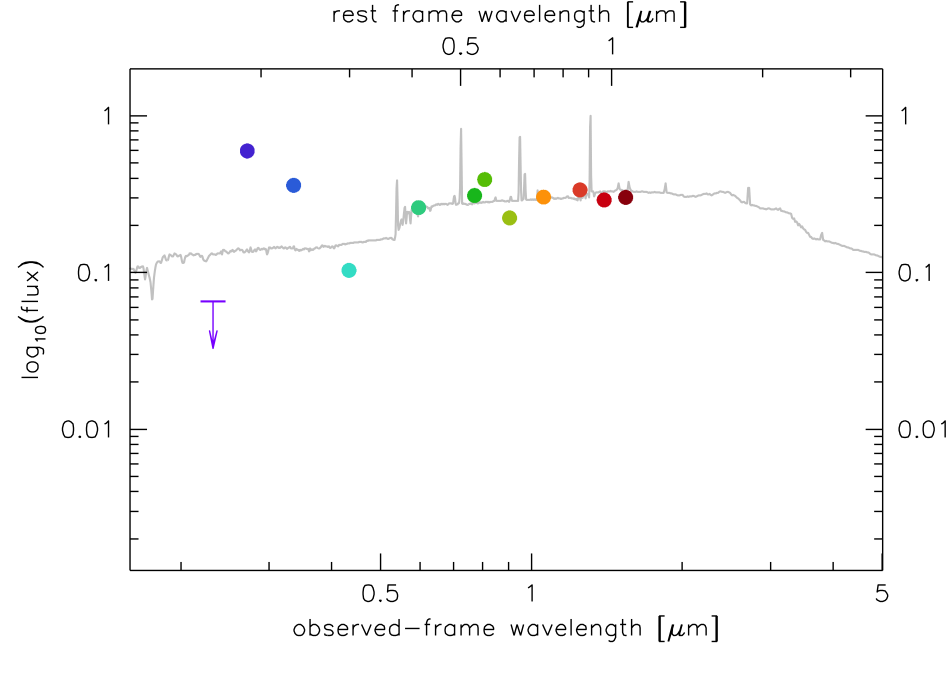 rest frame wavelength [μm]
0.5 1
1 1
0.1 0.1
0.01 0.01
log10(flux)
0.5 1 5
observed-frame wavelength [μm]